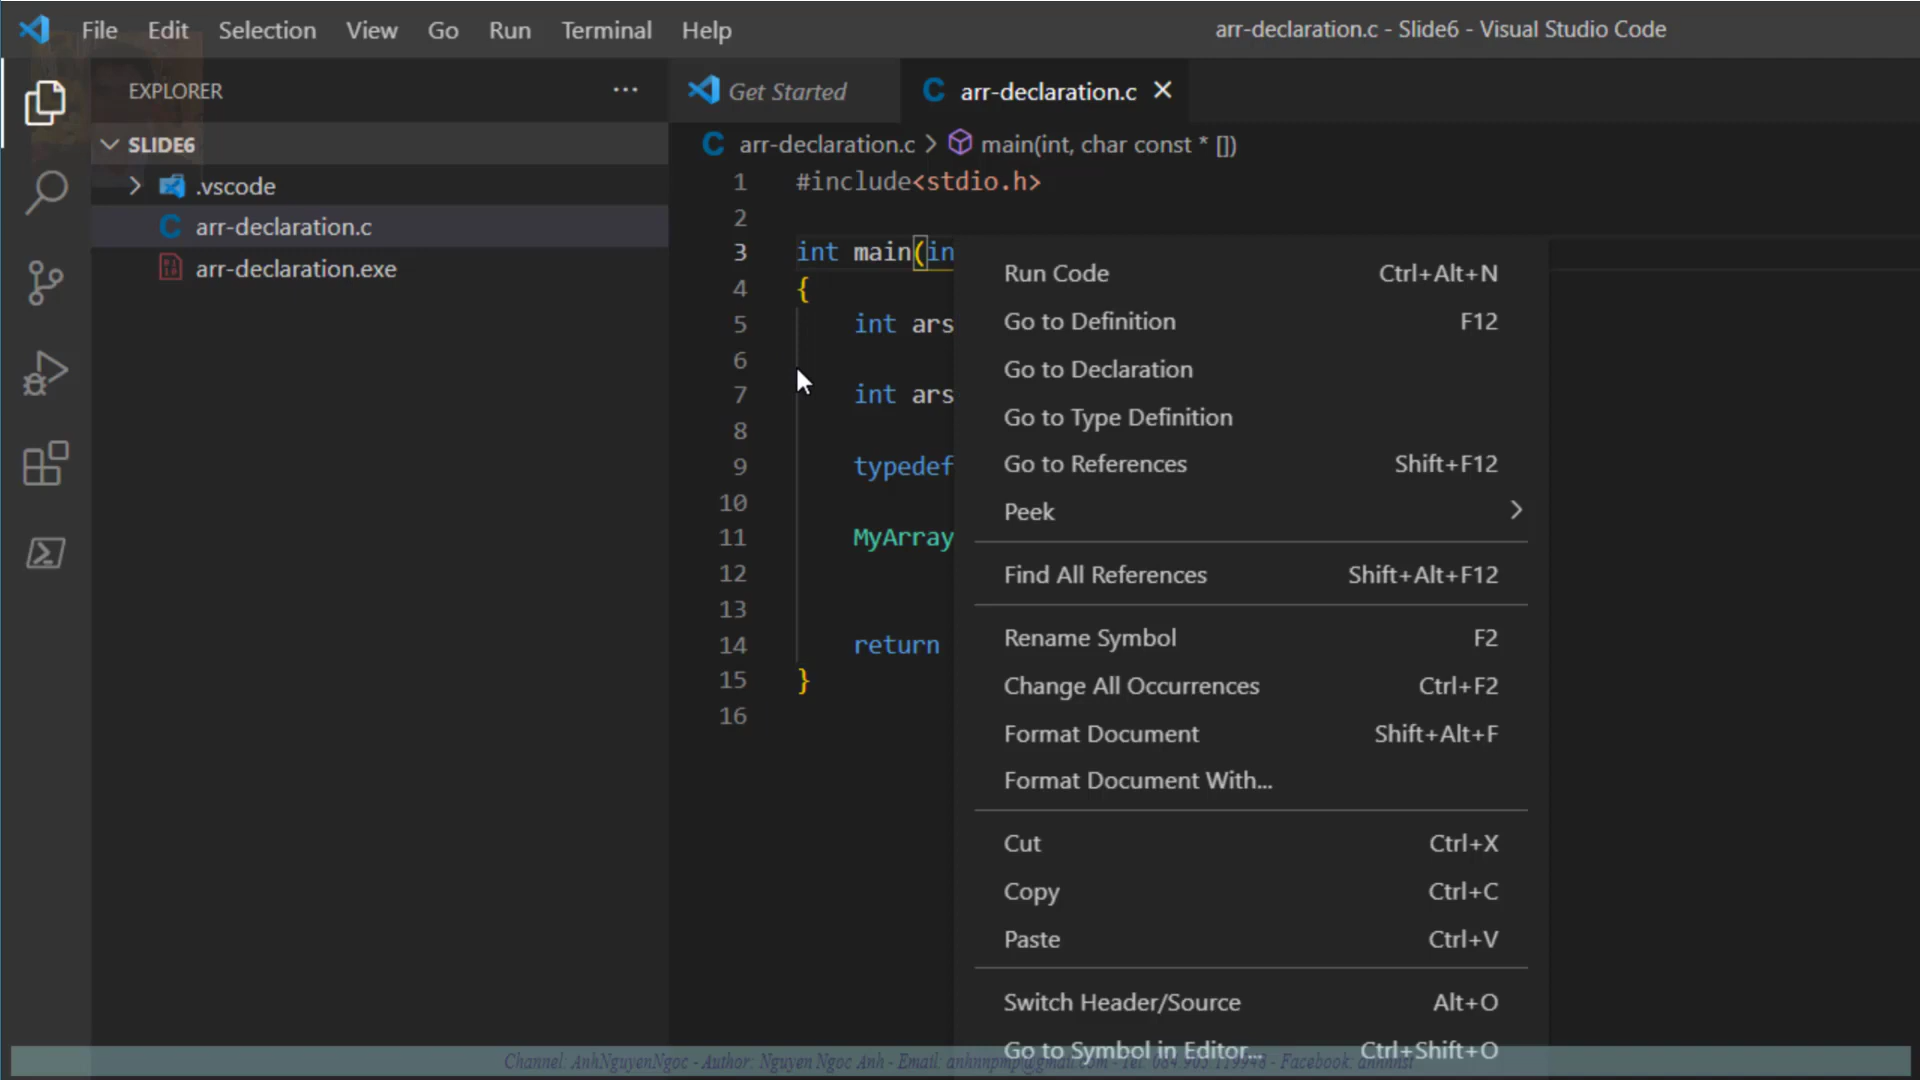 File Edit Selection View Go Run Terminal Help
arr-declaration.c - Slide6 - Visual Studio Code
EXPLORER ···
SLIDE6
.vscode
arr-declaration.c
arr-declaration.exe
Get Started
arr-declaration.c
arr-declaration.c > main(int, char const * [])
1 #include<stdio.h>
2
3 int main(in
4 {
5 int ars
6
7 int ars
8
9 typedef
10
11 MyArray
12
13
14 return
15 }
16
Run Code Ctrl+Alt+N
Go to Definition F12
Go to Declaration
Go to Type Definition
Go to References Shift+F12
Peek
Find All References Shift+Alt+F12
Rename Symbol F2
Change All Occurrences Ctrl+F2
Format Document Shift+Alt+F
Format Document With...
Cut Ctrl+X
Copy Ctrl+C
Paste Ctrl+V
Switch Header/Source Alt+O
Go to Symbol in Editor... Ctrl+Shift+O
Channel: AnhNguyenNgoc - Author: Nguyen Ngoc Anh - Email: - Facebook: